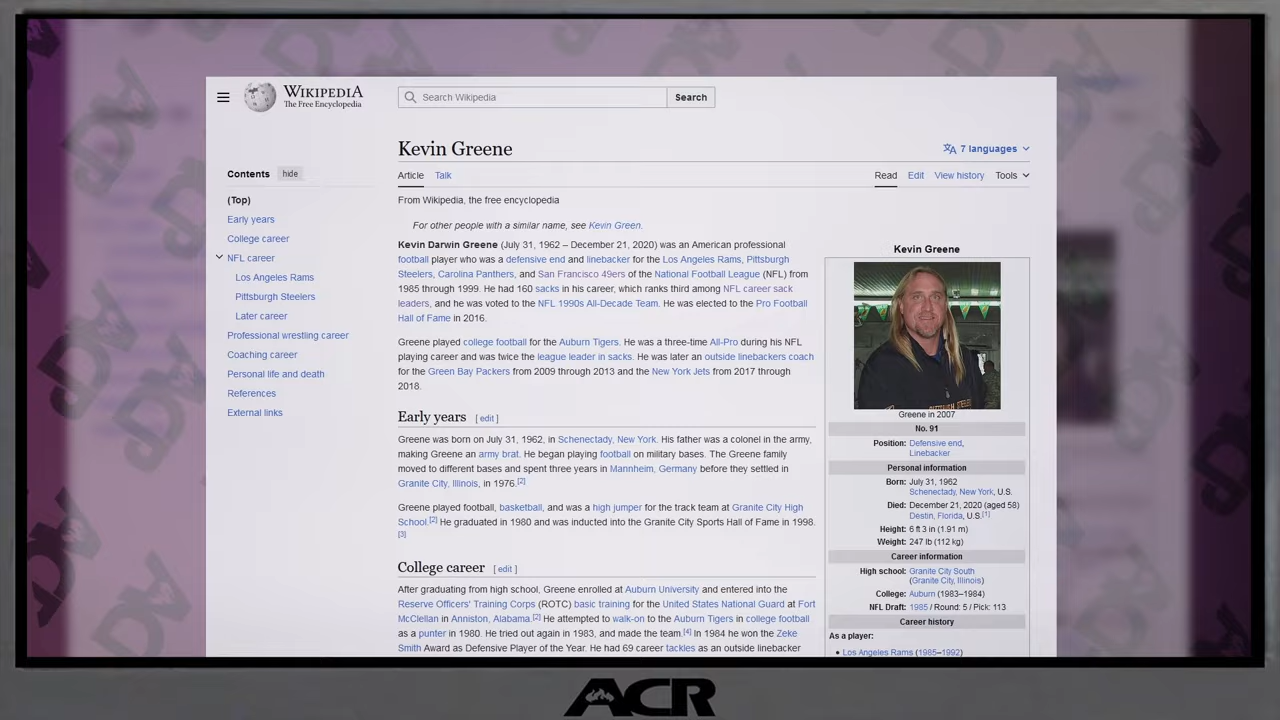 WIKIPEDIA
The Free Encyclopedia
Search Wikipedia
Search
Kevin Greene
7 languages
Contents
hide
Article
Talk
Read
Edit
View history
Tools
(Top)
Early years
College career
NFL career
Los Angeles Rams
Pittsburgh Steelers
Later career
Professional wrestling career
Coaching career
Personal life and death
References
External links
From Wikipedia, the free encyclopedia
For other people with a similar name, see Kevin Green.
Kevin Darwin Greene (July 31, 1962 – December 21, 2020) was an American professional
football player who was a defensive end and linebacker for the Los Angeles Rams, Pittsburgh
Steelers, Carolina Panthers, and San Francisco 49ers of the National Football League (NFL) from
1985 through 1999. He had 160 sacks in his career, which ranks third among NFL career sack
leaders, and he was voted to the NFL 1990s All-Decade Team. He was elected to the Pro Football
Hall of Fame in 2016.
Greene played college football for the Auburn Tigers. He was a three-time All-Pro during his NFL
playing career and was twice the league leader in sacks. He was later an outside linebackers coach
for the Green Bay Packers from 2009 through 2013 and the New York Jets from 2017 through
2018.
Early years [ edit ]
Greene was born on July 31, 1962, in Schenectady, New York. His father was a colonel in the army,
making Greene an army brat. He began playing football on military bases. The Greene family
moved to different bases and spent three years in Mannheim, Germany before they settled in
Granite City, Illinois, in 1976.[2]
Greene played football, basketball, and was a high jumper for the track team at Granite City High
School.[2] He graduated in 1980 and was inducted into the Granite City Sports Hall of Fame in 1998.
[3]
College career [ edit ]
After graduating from high school, Greene enrolled at Auburn University and entered into the
Reserve Officers' Training Corps (ROTC) basic training for the United States National Guard at Fort
McClellan in Anniston, Alabama.[2] He attempted to walk-on to the Auburn Tigers in college football
as a punter in 1980. He tried out again in 1983, and made the team.[4] In 1984 he won the Zeke
Smith Award as Defensive Player of the Year. He had 69 career tackles as an outside linebacker
Kevin Greene
Greene in 2007
No. 91
Position: Defensive end,
Linebacker
Personal information
Born: July 31, 1962
Schenectady, New York, U.S.
Died: December 21, 2020 (aged 58)
Destin, Florida, U.S.[1]
Height: 6 ft 3 in (1.91 m)
Weight: 247 lb (112 kg)
Career information
High school: Granite City South
(Granite City, Illinois)
College: Auburn (1983–1984)
NFL Draft: 1985 / Round: 5 / Pick: 113
Career history
As a player:
• Los Angeles Rams (1985–1992)
ACR